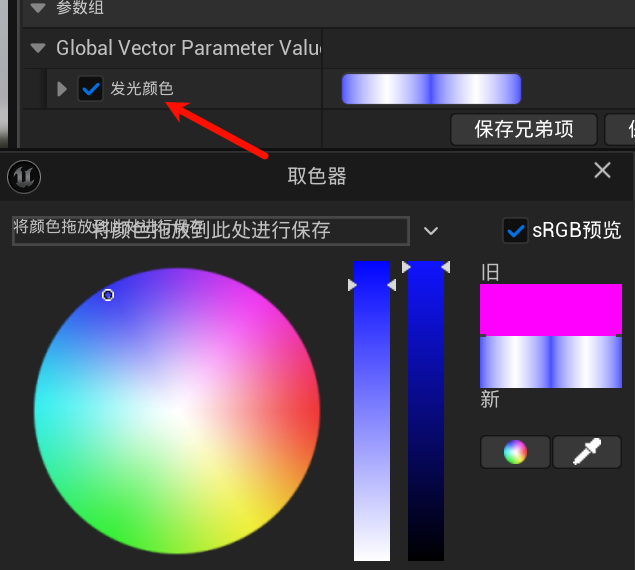 参数组
Global Vector Parameter Valu
发光颜色
保存兄弟项
取色器
将颜色拖放到此处进行保存
将颜色拖放到此处进行保存
sRGB预览
旧
新